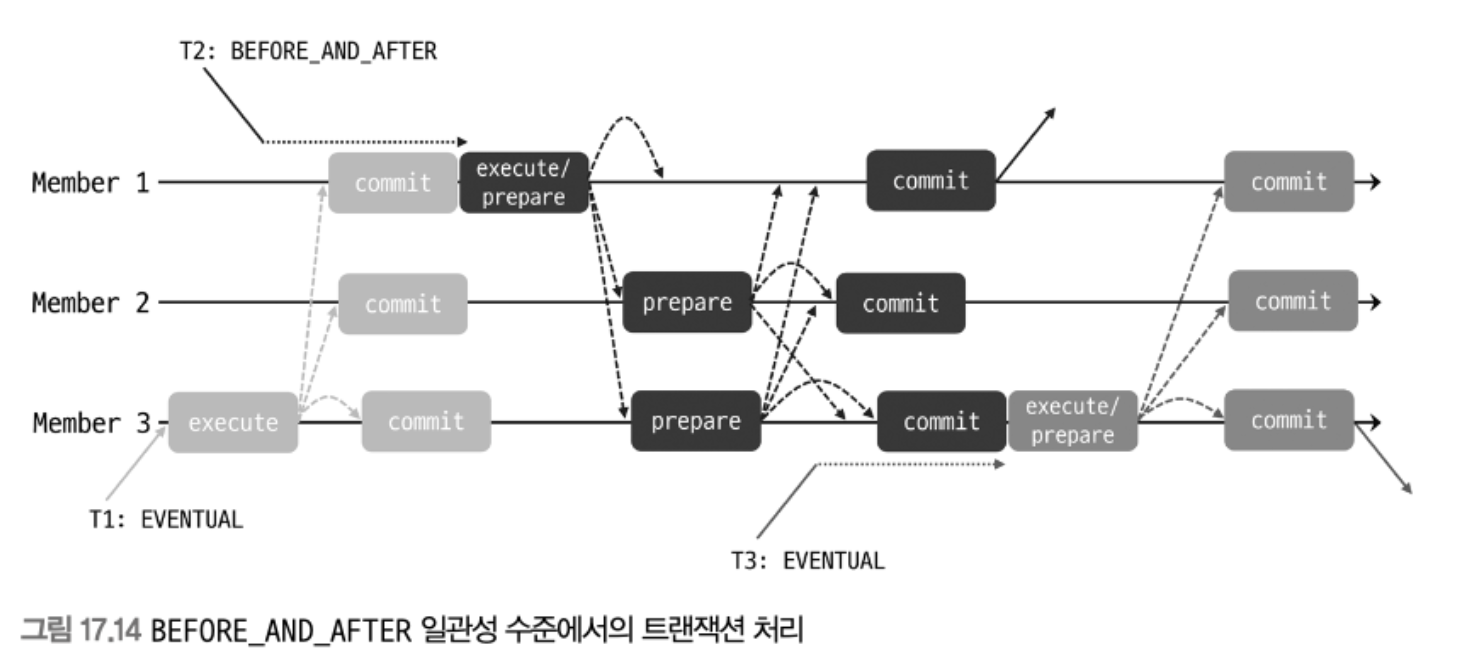 T2: BEFORE_AND_AFTER
Member 1
commit
execute/
prepare
commit
commit
Member 2
commit
prepare
commit
commit
Member 3
execute
commit
prepare
commit
execute/
prepare
commit
T1: EVENTUAL
T3: EVENTUAL
그림 17.14 BEFORE_AND_AFTER 일관성 수준에서의 트랜잭션 처리